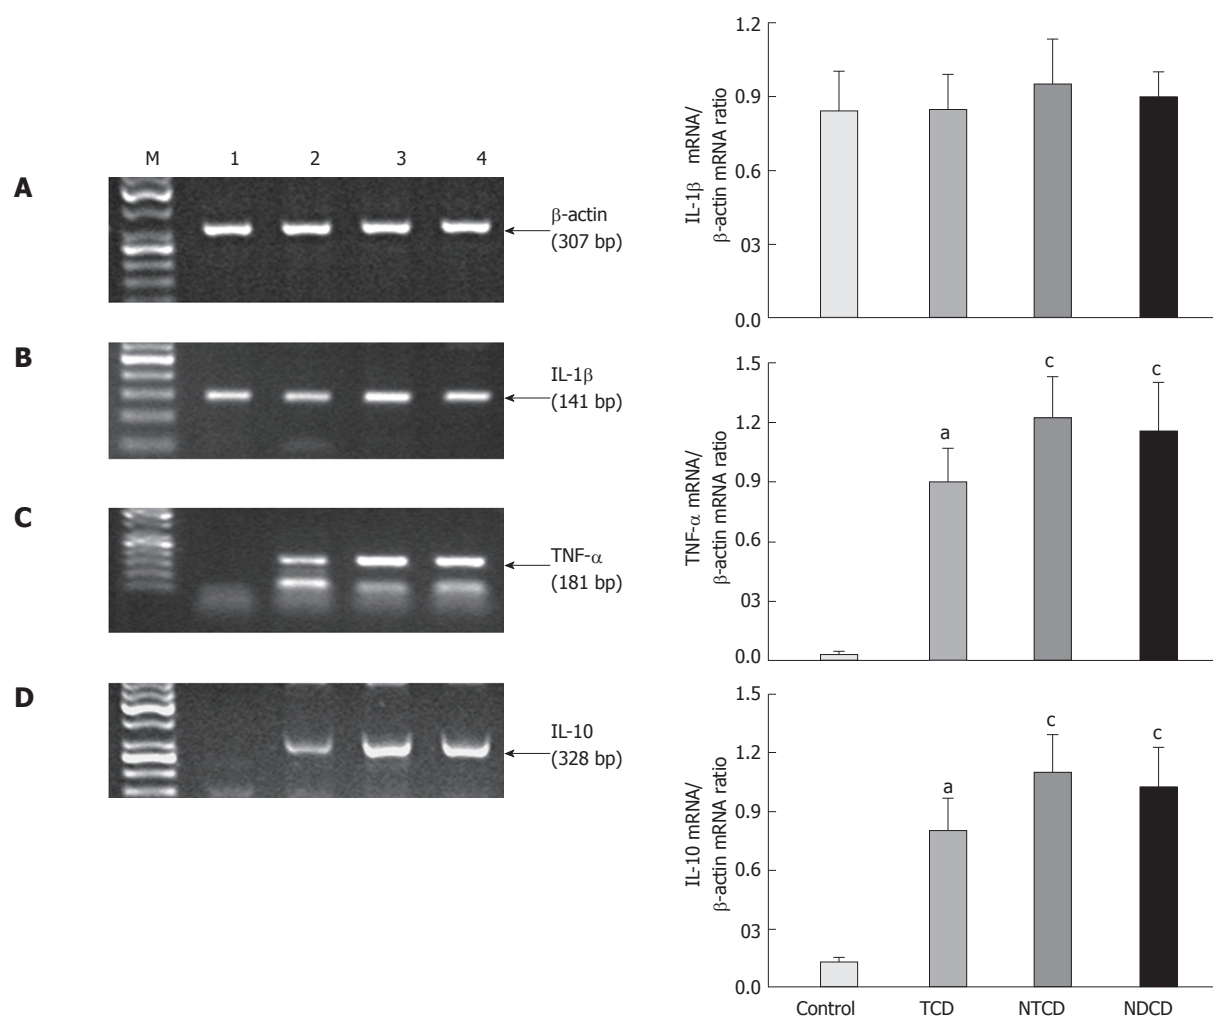 M 1 2 3 4
A
β-actin
(307 bp)
B
IL-1β
(141 bp)
C
TNF-α
(181 bp)
D
IL-10
(328 bp)
IL-1β mRNA/
β-actin mRNA ratio
1.2
0.9
0.6
03
0.0
TNF-α mRNA/
β-actin mRNA ratio
1.5
1.2
0.9
0.6
03
0.0
a
c
c
IL-10 mRNA/
β-actin mRNA ratio
1.5
1.2
0.9
0.6
03
0.0
a
c
c
Control TCD NTCD NDCD